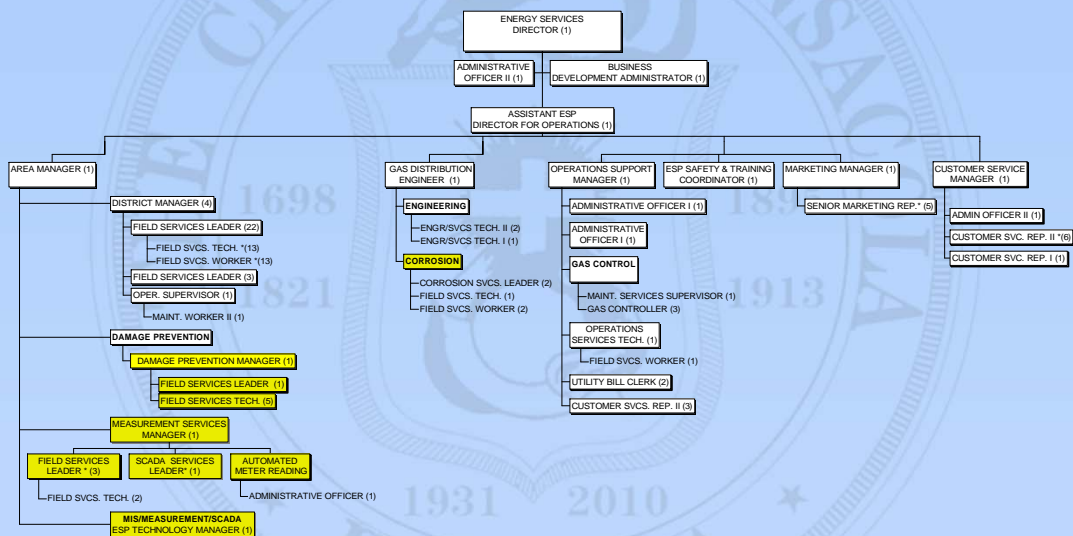 ENERGY SERVICES
DIRECTOR (1)
ADMINISTRATIVE
OFFICER II (1)
BUSINESS
DEVELOPMENT ADMINISTRATOR (1)
ASSISTANT ESP
DIRECTOR FOR OPERATIONS (1)
AREA MANAGER (1)
DISTRICT MANAGER (4)
FIELD SERVICES LEADER (22)
FIELD SVCS. TECH. *(13)
FIELD SVCS. WORKER *(13)
FIELD SERVICES LEADER (3)
OPER. SUPERVISOR (1)
MAINT. WORKER II (1)
DAMAGE PREVENTION
DAMAGE PREVENTION MANAGER (1)
FIELD SERVICES LEADER (1)
FIELD SERVICES TECH. (5)
MEASUREMENT SERVICES
MANAGER (1)
FIELD SERVICES
LEADER * (3)
FIELD SVCS. TECH. (2)
SCADA SERVICES
LEADER* (1)
AUTOMATED
METER READING
ADMINISTRATIVE OFFICER (1)
MIS/MEASUREMENT/SCADA
ESP TECHNOLOGY MANAGER (1)
GAS DISTRIBUTION
ENGINEER (1)
ENGINEERING
ENGR/SVCS TECH. II (2)
ENGR/SVCS TECH. I (1)
CORROSION
CORROSION SVCS. LEADER (2)
FIELD SVCS. TECH. (1)
FIELD SVCS. WORKER (2)
OPERATIONS SUPPORT
MANAGER (1)
ADMINISTRATIVE OFFICER I (1)
ADMINISTRATIVE
OFFICER I (1)
GAS CONTROL
MAINT. SERVICES SUPERVISOR (1)
GAS CONTROLLER (3)
OPERATIONS
SERVICES TECH. (1)
FIELD SVCS. WORKER (1)
UTILITY BILL CLERK (2)
CUSTOMER SVCS. REP. II (3)
ESP SAFETY & TRAINING
COORDINATOR (1)
MARKETING MANAGER (1)
SENIOR MARKETING REP.* (5)
CUSTOMER SERVICE
MANAGER (1)
ADMIN OFFICER II (1)
CUSTOMER SVC. REP. II *(6)
CUSTOMER SVC. REP. I (1)
1698
1821
1913
1931
2010